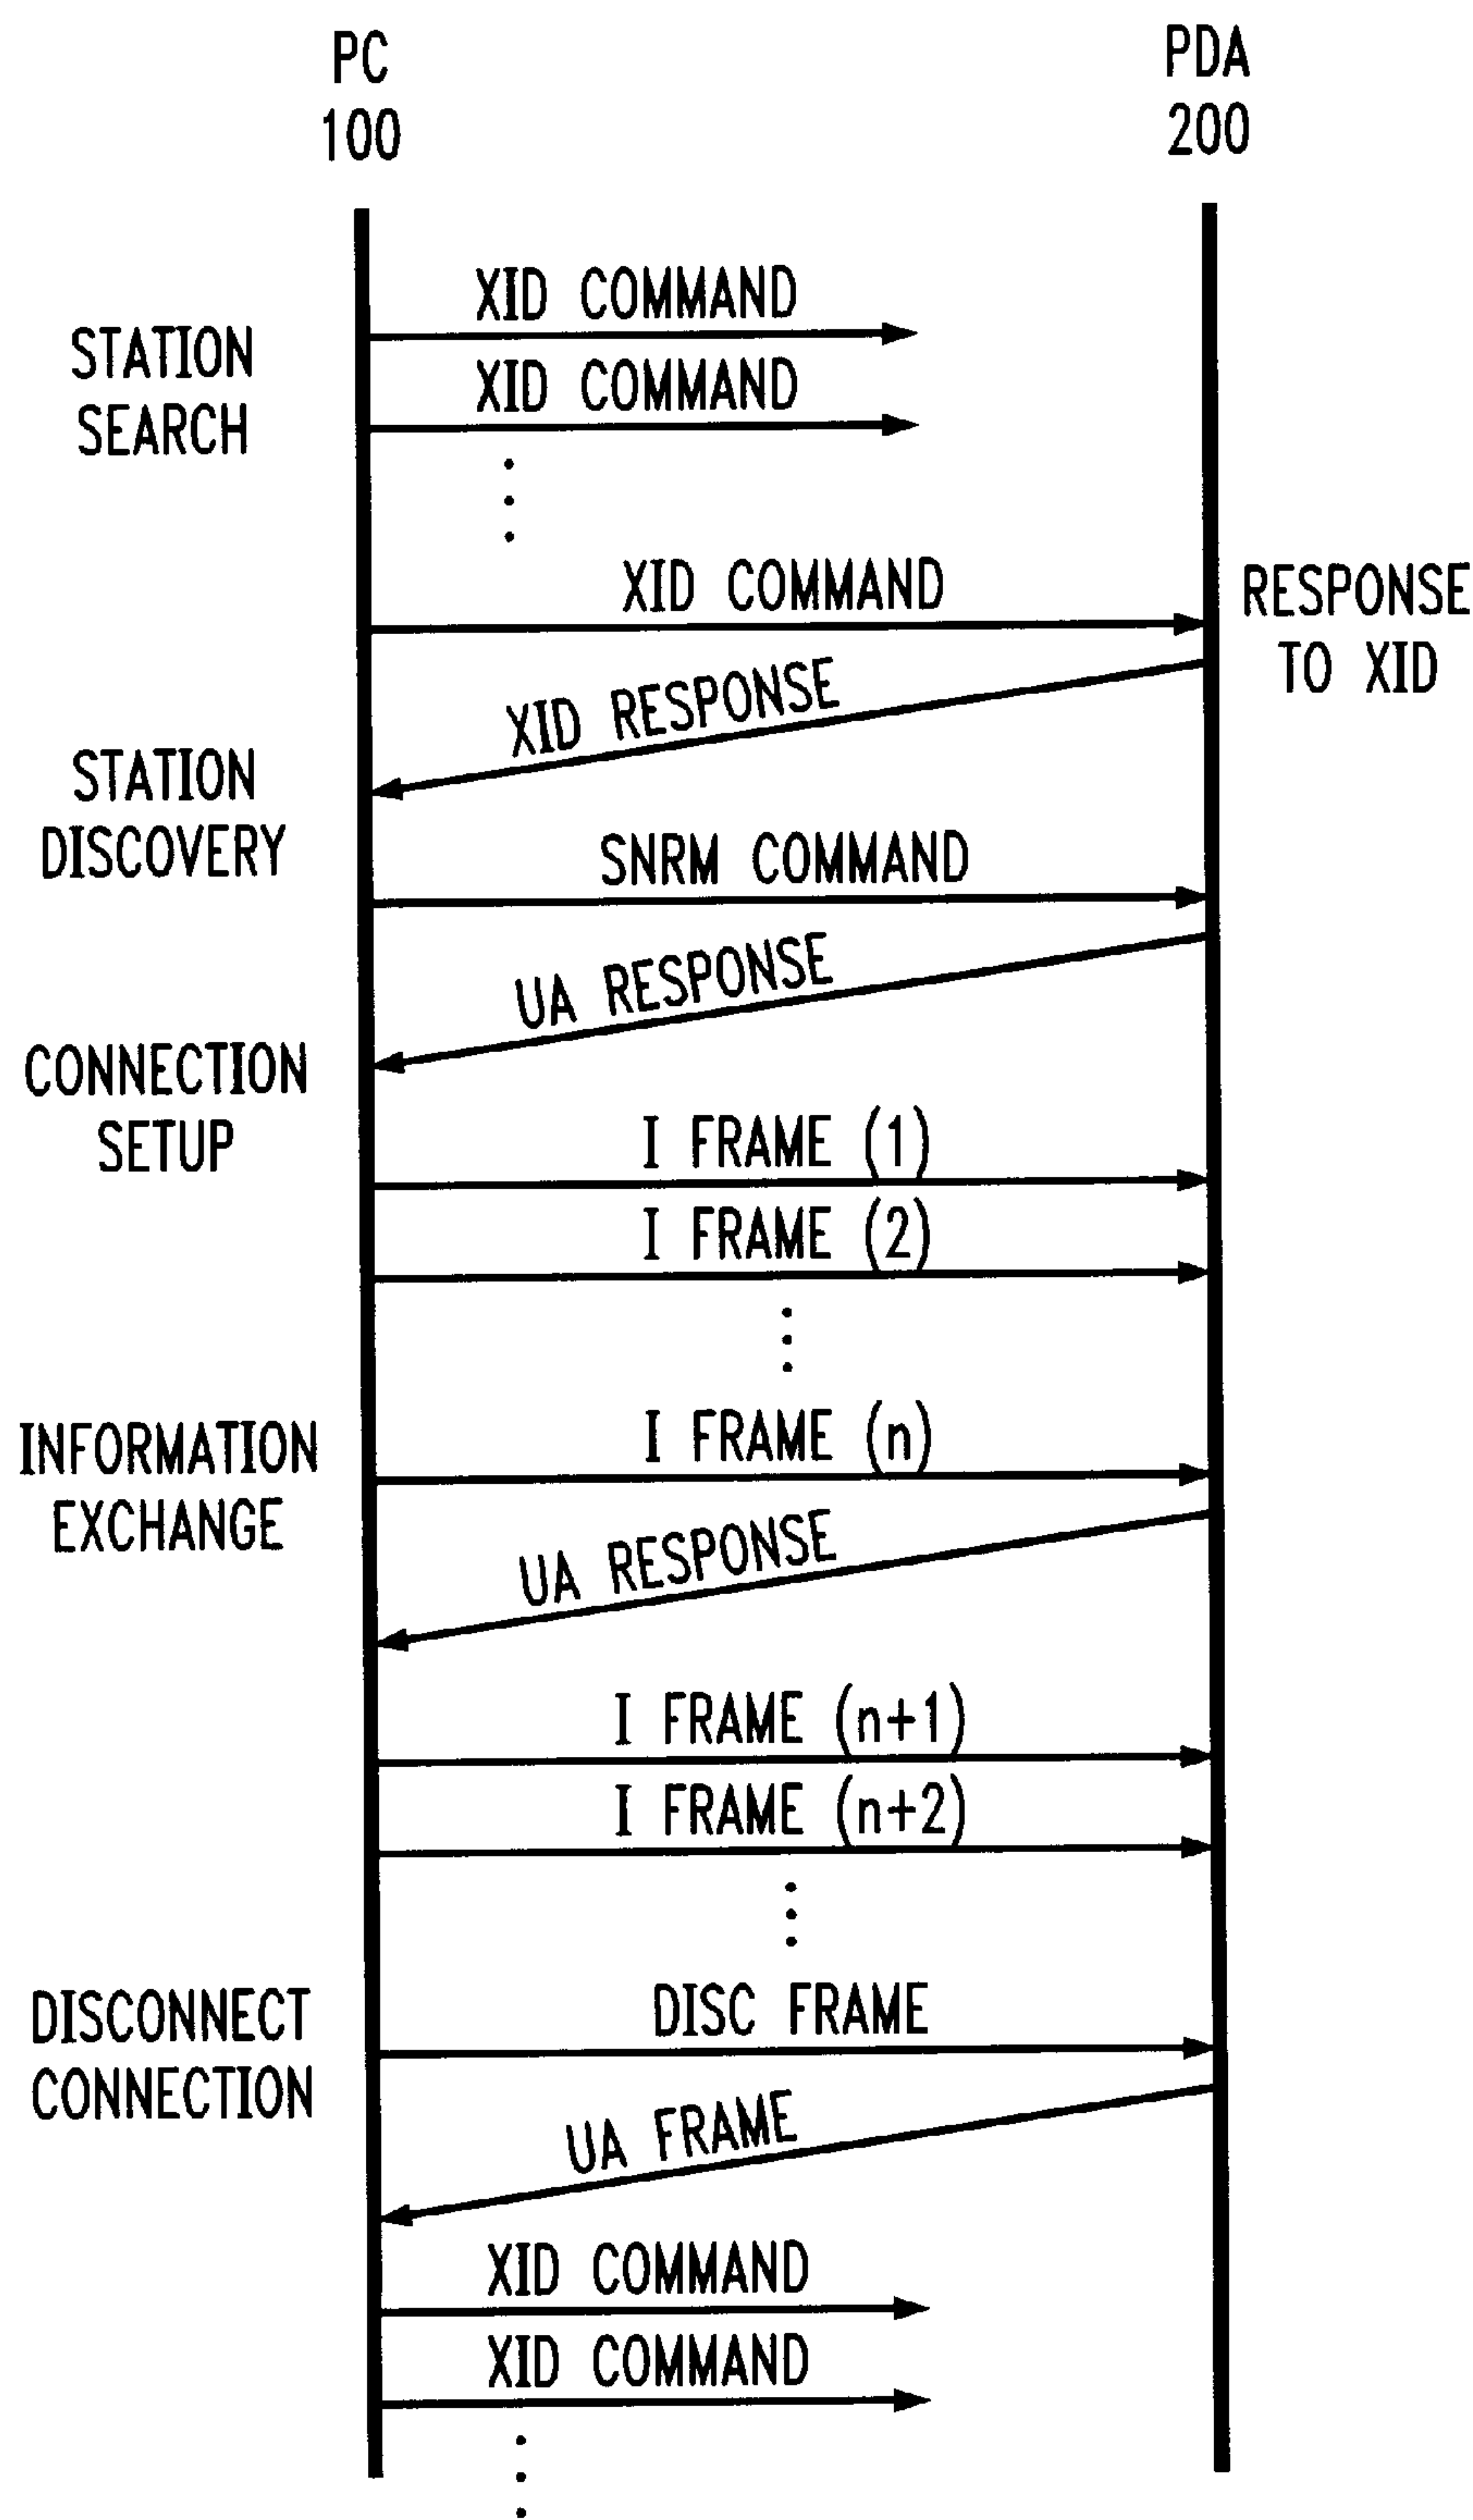 PC
100
PDA
200
XID COMMAND
STATION
SEARCH
XID COMMAND
XID COMMAND
RESPONSE
TO XID
XID RESPONSE
STATION
DISCOVERY
SNRM COMMAND
UA RESPONSE
CONNECTION
SETUP
I FRAME (1)
I FRAME (2)
I FRAME (n)
INFORMATION
EXCHANGE
UA RESPONSE
I FRAME (n+1)
I FRAME (n+2)
DISC FRAME
DISCONNECT
CONNECTION
UA FRAME
XID COMMAND
XID COMMAND